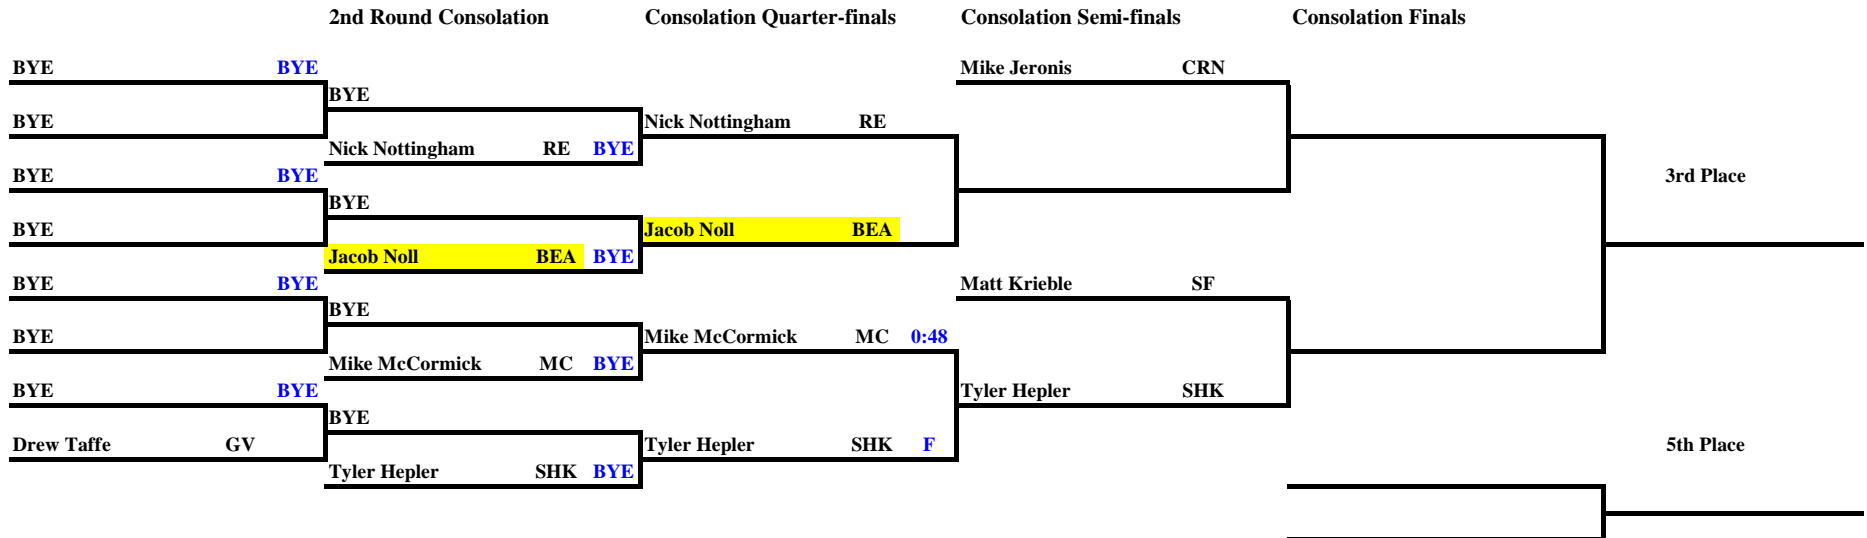 2nd Round Consolation Consolation Quarter-finals Consolation Semi-finals Consolation Finals
BYE BYE Mike Jeronis CRN
BYE
BYE Nick Nottingham RE
Nick Nottingham RE BYE
BYE BYE 3rd Place
BYE
BYE Jacob Noll BEA
Jacob Noll BEA BYE
BYE BYE Matt Krieble SF
BYE
BYE Mike McCormick MC 0:48
Mike McCormick MC BYE
BYE BYE Tyler Hepler SHK
BYE
Drew Taffe GV Tyler Hepler SHK F 5th Place
Tyler Hepler SHK BYE